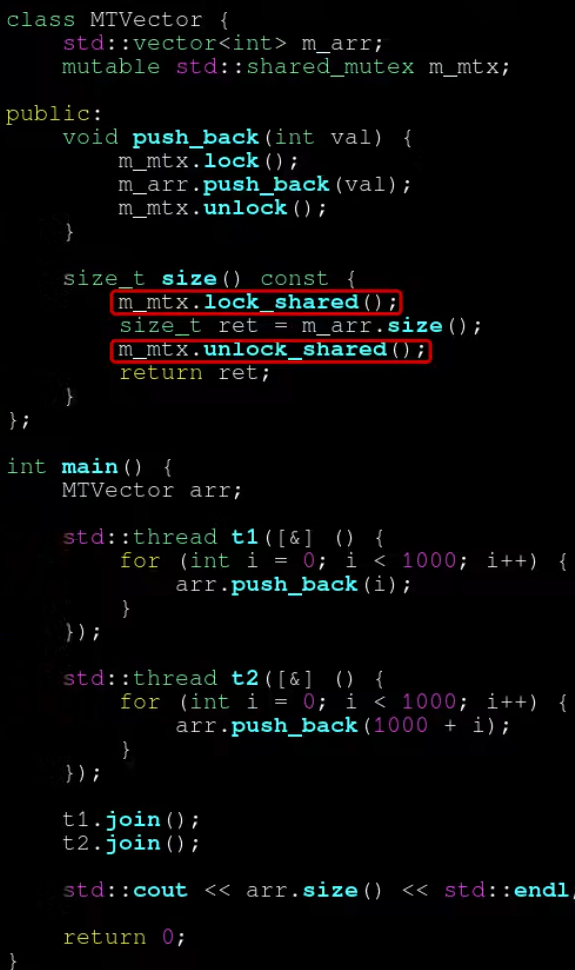 class MTVector {
    std::vector<int> m_arr;
    mutable std::shared_mutex m_mtx;

public:
    void push_back(int val) {
        m_mtx.lock();
        m_arr.push_back(val);
        m_mtx.unlock();
    }

    size_t size() const {
        m_mtx.lock_shared();
        size_t ret = m_arr.size();
        m_mtx.unlock_shared();
        return ret;
    }
};

int main() {
    MTVector arr;

    std::thread t1([&] () {
        for (int i = 0; i < 1000; i++) {
            arr.push_back(i);
        }
    });

    std::thread t2([&] () {
        for (int i = 0; i < 1000; i++) {
            arr.push_back(1000 + i);
        }
    });

    t1.join();
    t2.join();

    std::cout << arr.size() << std::endl;

    return 0;
}